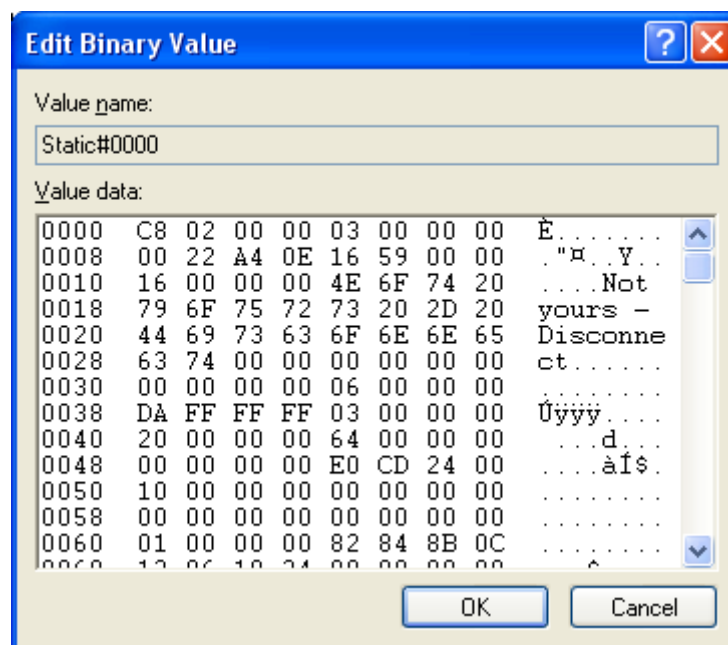 Edit Binary Value
Value name:
Static#0000
Value data:
0000 C8 02 00 00 03 00 00 00 È.......
0008 00 22 A4 0E 16 59 00 00 ."¤..Y..
0010 16 00 00 00 4E 6F 74 20 ....Not
0018 79 6F 75 72 73 20 2D 20 yours -
0020 44 69 73 63 6F 6E 6E 65 Disconne
0028 63 74 00 00 00 00 00 00 ct......
0030 00 00 00 00 06 00 00 00 ........
0038 DA FF FF FF 03 00 00 00 Úÿÿÿ....
0040 20 00 00 00 64 00 00 00 ...d...
0048 00 00 00 00 E0 CD 24 00 ....àÍ$.
0050 10 00 00 00 00 00 00 00 ........
0058 00 00 00 00 00 00 00 00 ........
0060 01 00 00 00 82 84 8B 0C ........
OK Cancel